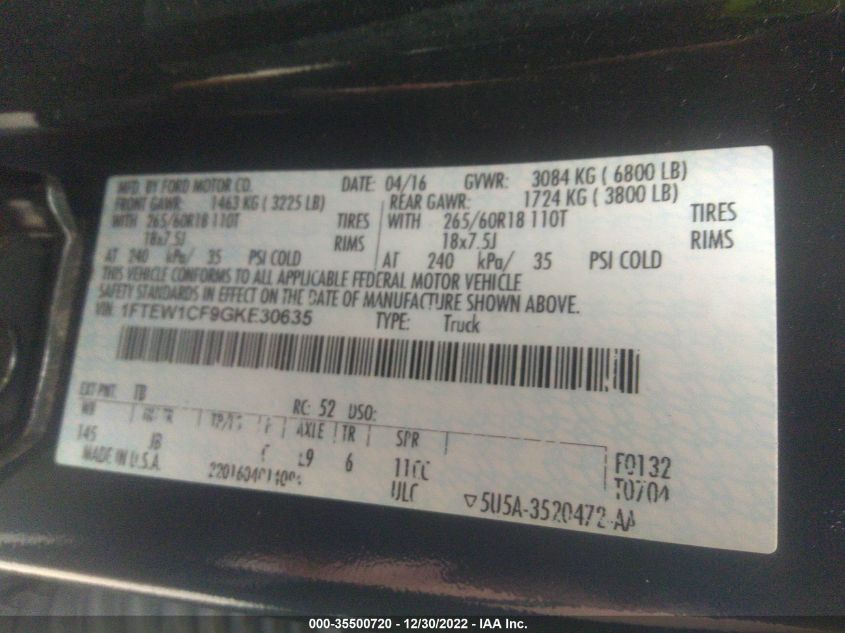 MFD. BY FORD MOTOR CO. DATE: 04/16 GVWR: 3084 KG ( 6800 LB)
FRONT GAWR: 1463 KG ( 3225 LB) REAR GAWR: 1724 KG ( 3800 LB)
WITH 265/60R18 110T TIRES WITH 265/60R18 110T TIRES
18x7.5J RIMS 18x7.5J RIMS
AT 240 kPa/ 35 PSI COLD AT 240 kPa/ 35 PSI COLD
THIS VEHICLE CONFORMS TO ALL APPLICABLE FEDERAL MOTOR VEHICLE
SAFETY STANDARDS IN EFFECT ON THE DATE OF MANUFACTURE SHOWN ABOVE.
VIN: 1FTEW1CF9GKE30635 TYPE: Truck
EXT PNT: RC: 52 DSO:
WB AXLE TR SPR
145 JB L9 6 F0132
MADE IN U.S.A. T0704
5U5A-3520472-AA
000-35500720 - 12/30/2022 - IAA Inc.